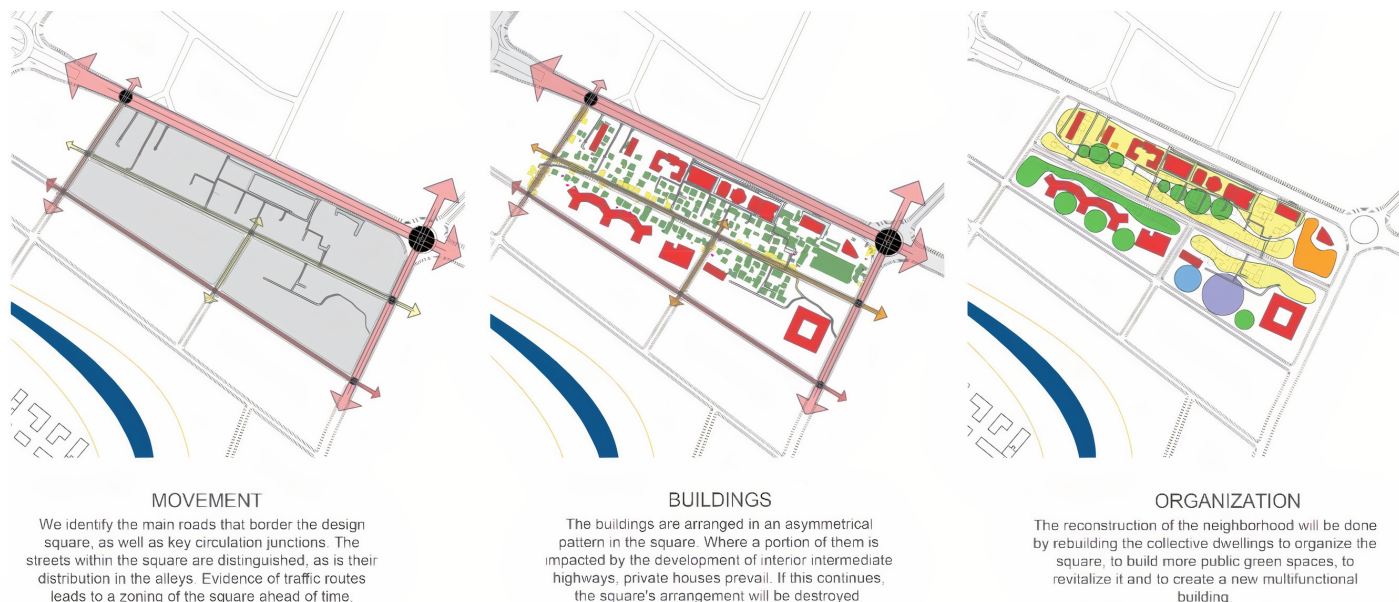 MOVEMENT
We identify the main roads that border the design
square, as well as key circulation junctions. The
streets within the square are distinguished, as is their
distribution in the alleys. Evidence of traffic routes
leads to a zoning of the square ahead of time.
BUILDINGS
The buildings are arranged in an asymmetrical
pattern in the square. Where a portion of them is
impacted by the development of interior intermediate
highways, private houses prevail. If this continues,
the square's arrangement will be destroyed
ORGANIZATION
The reconstruction of the neighborhood will be done
by rebuilding the collective dwellings to organize the
square, to build more public green spaces, to
revitalize it and to create a new multifunctional
building